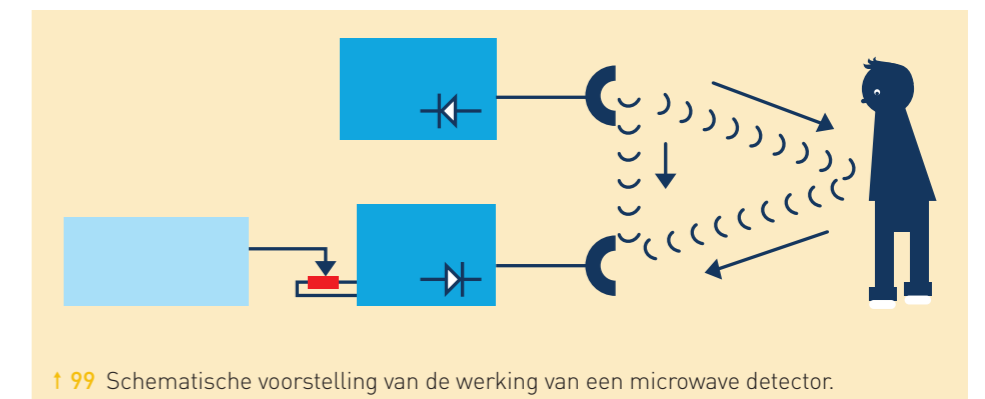 ↑ 99 Schematische voorstelling van de werking van een microwave detector.